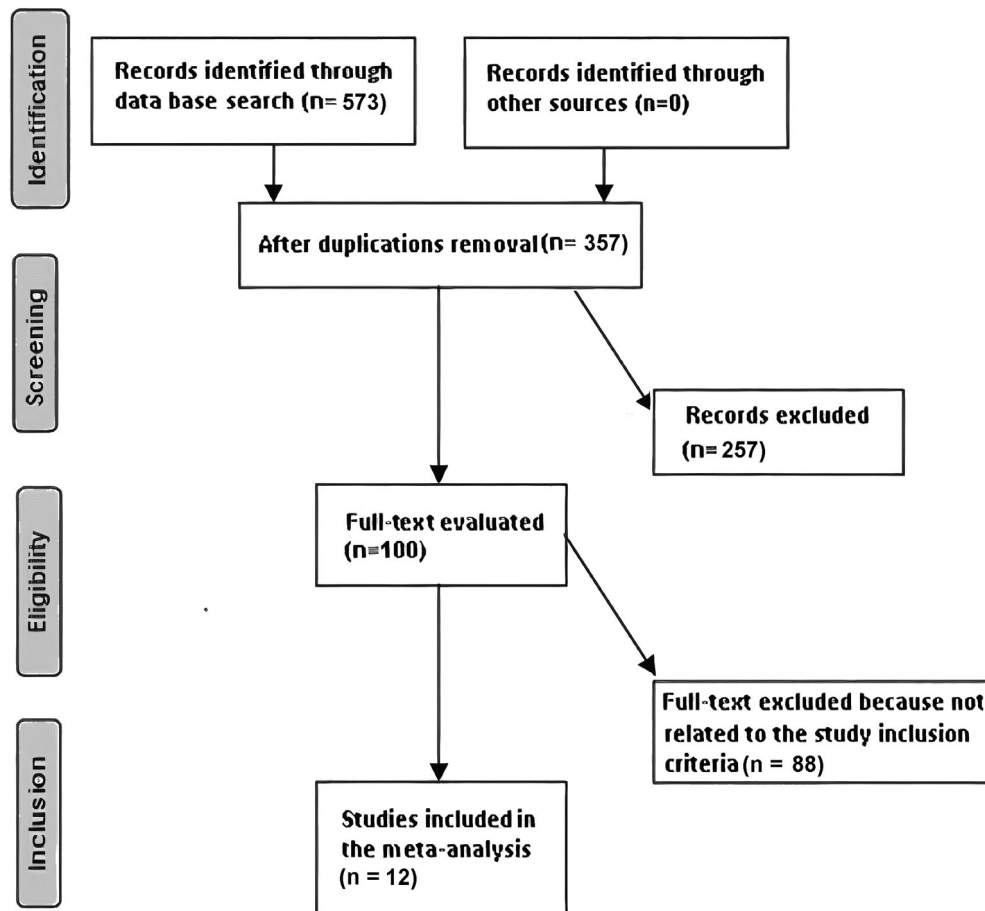 Identification
Records identified through
data base search (n= 573)
Records identified through
other sources (n=0)
After duplications removal (n= 357)
Screening
Records excluded
(n=257)
Eligibility
Full-text evaluated
(n=100)
Full-text excluded because not
related to the study inclusion
criteria (n = 88)
Inclusion
Studies included in
the meta-analysis
(n = 12)